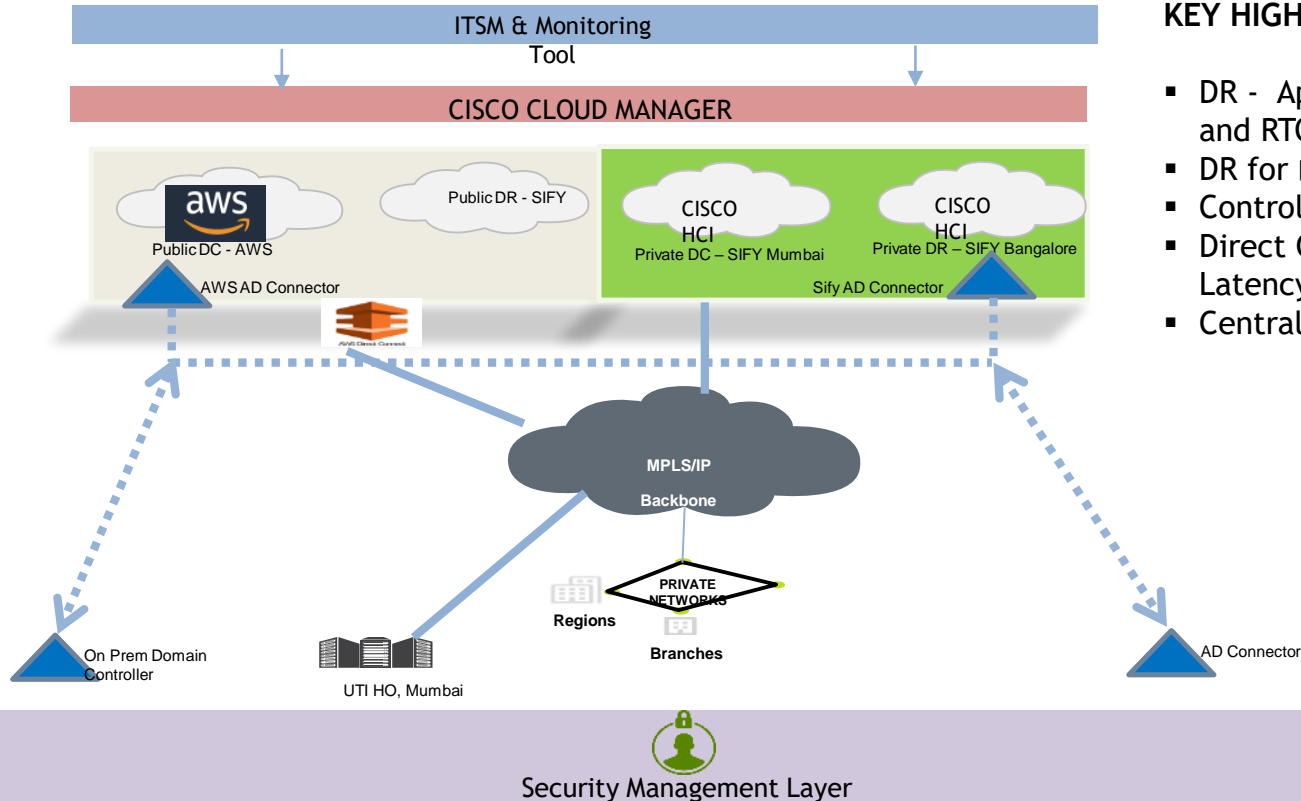 ITSM & Monitoring
Tool
CISCO CLOUD MANAGER
aws
Public DC - AWS
AWS AD Connector
Public DR - SIFY
CISCO
HCI
Private DC – SIFY Mumbai
CISCO
HCI
Private DR – SIFY Bangalore
Sify AD Connector
AWS Direct Connect
MPLS/IP
Backbone
PRIVATE
NETWORKS
Regions
Branches
On Prem Domain
Controller
UTI HO, Mumbai
AD Connector
Security Management Layer
KEY HIGH
▪ DR - Ap
and RTO
▪ DR for
▪ Control
▪ Direct C
Latency
▪ Central